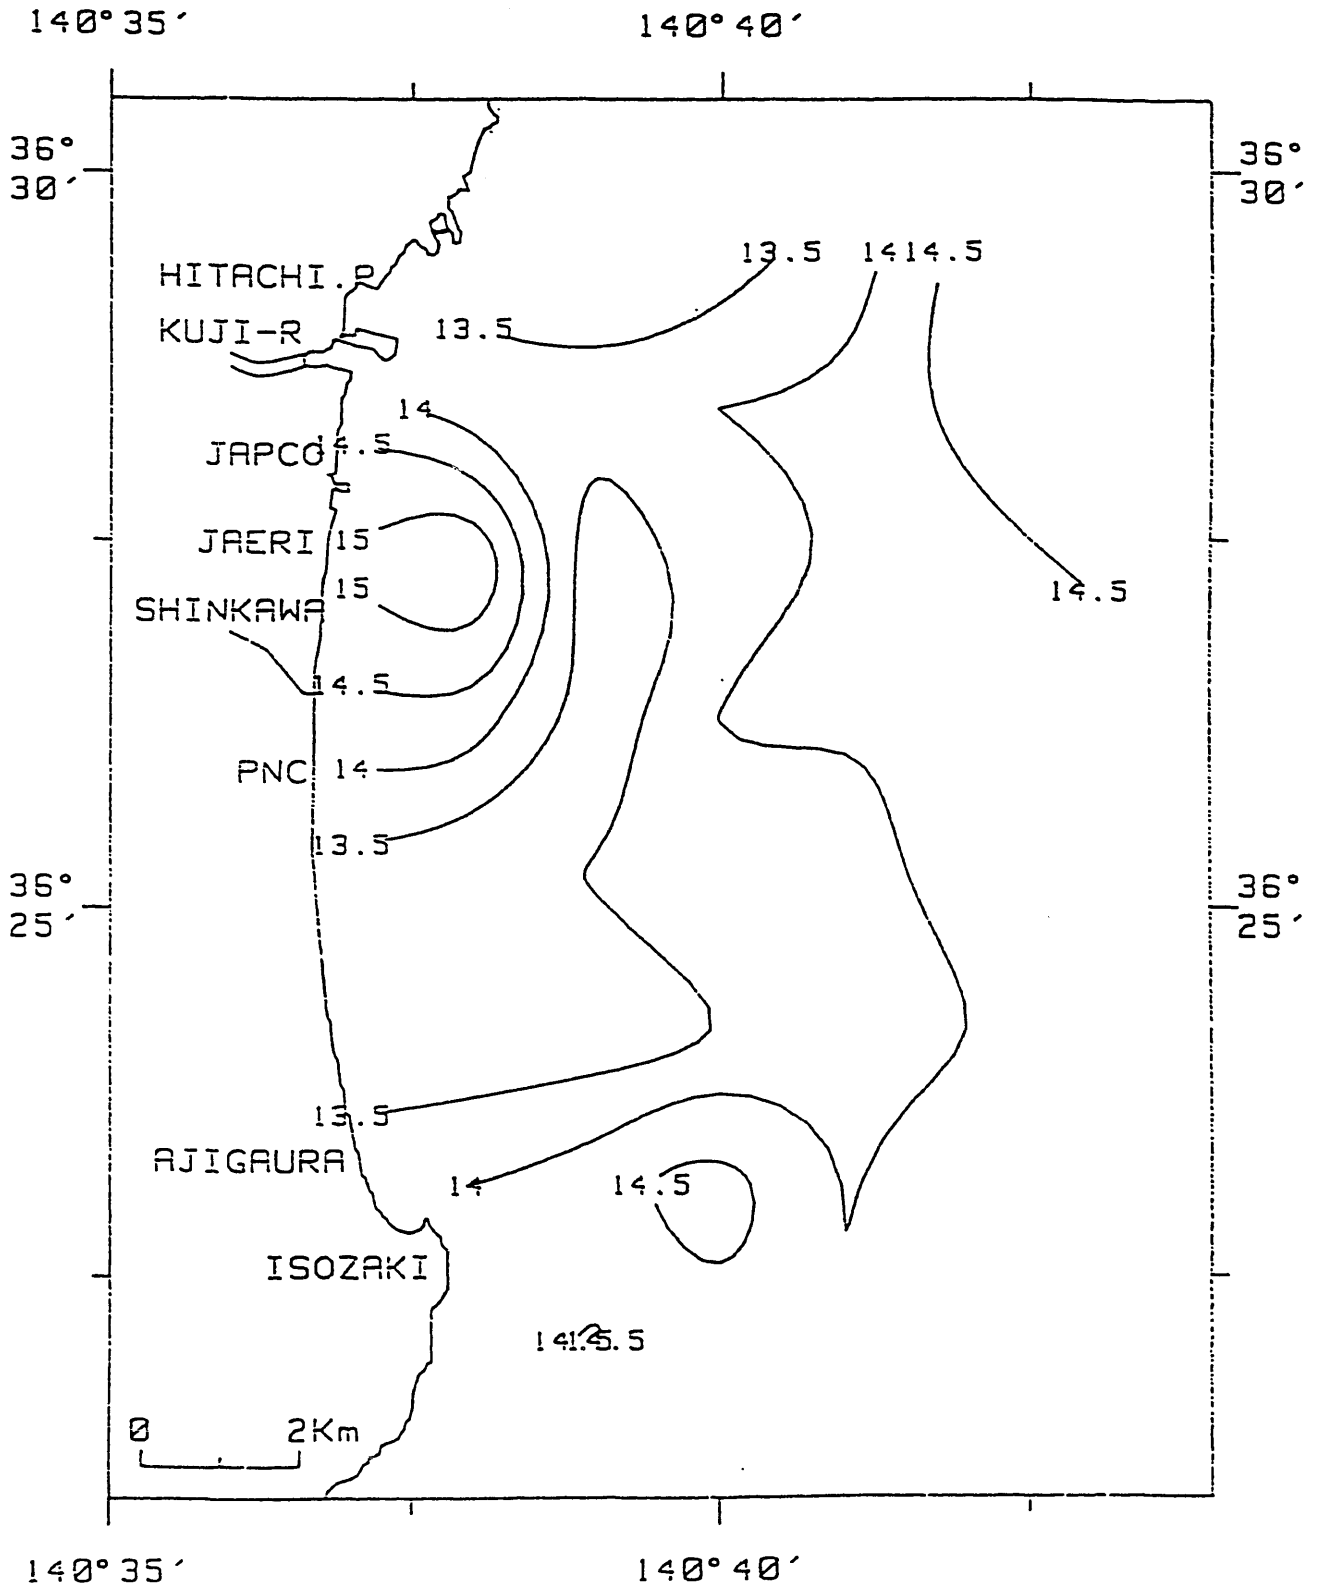 140°35′ 140°40′
36° 36°
30′ 30′
13.5 1414.5
HITACHI.P
KUJI-R 13.5
14
JAPCO 14.5
JAERI 15
15
14.5
SHINKAWA
14.5
PNC 14
13.5
36° 36°
25′ 25′
13.5
AJIGAURA
14 14.5
ISOZAKI
0 2Km
140°35′ 140°40′